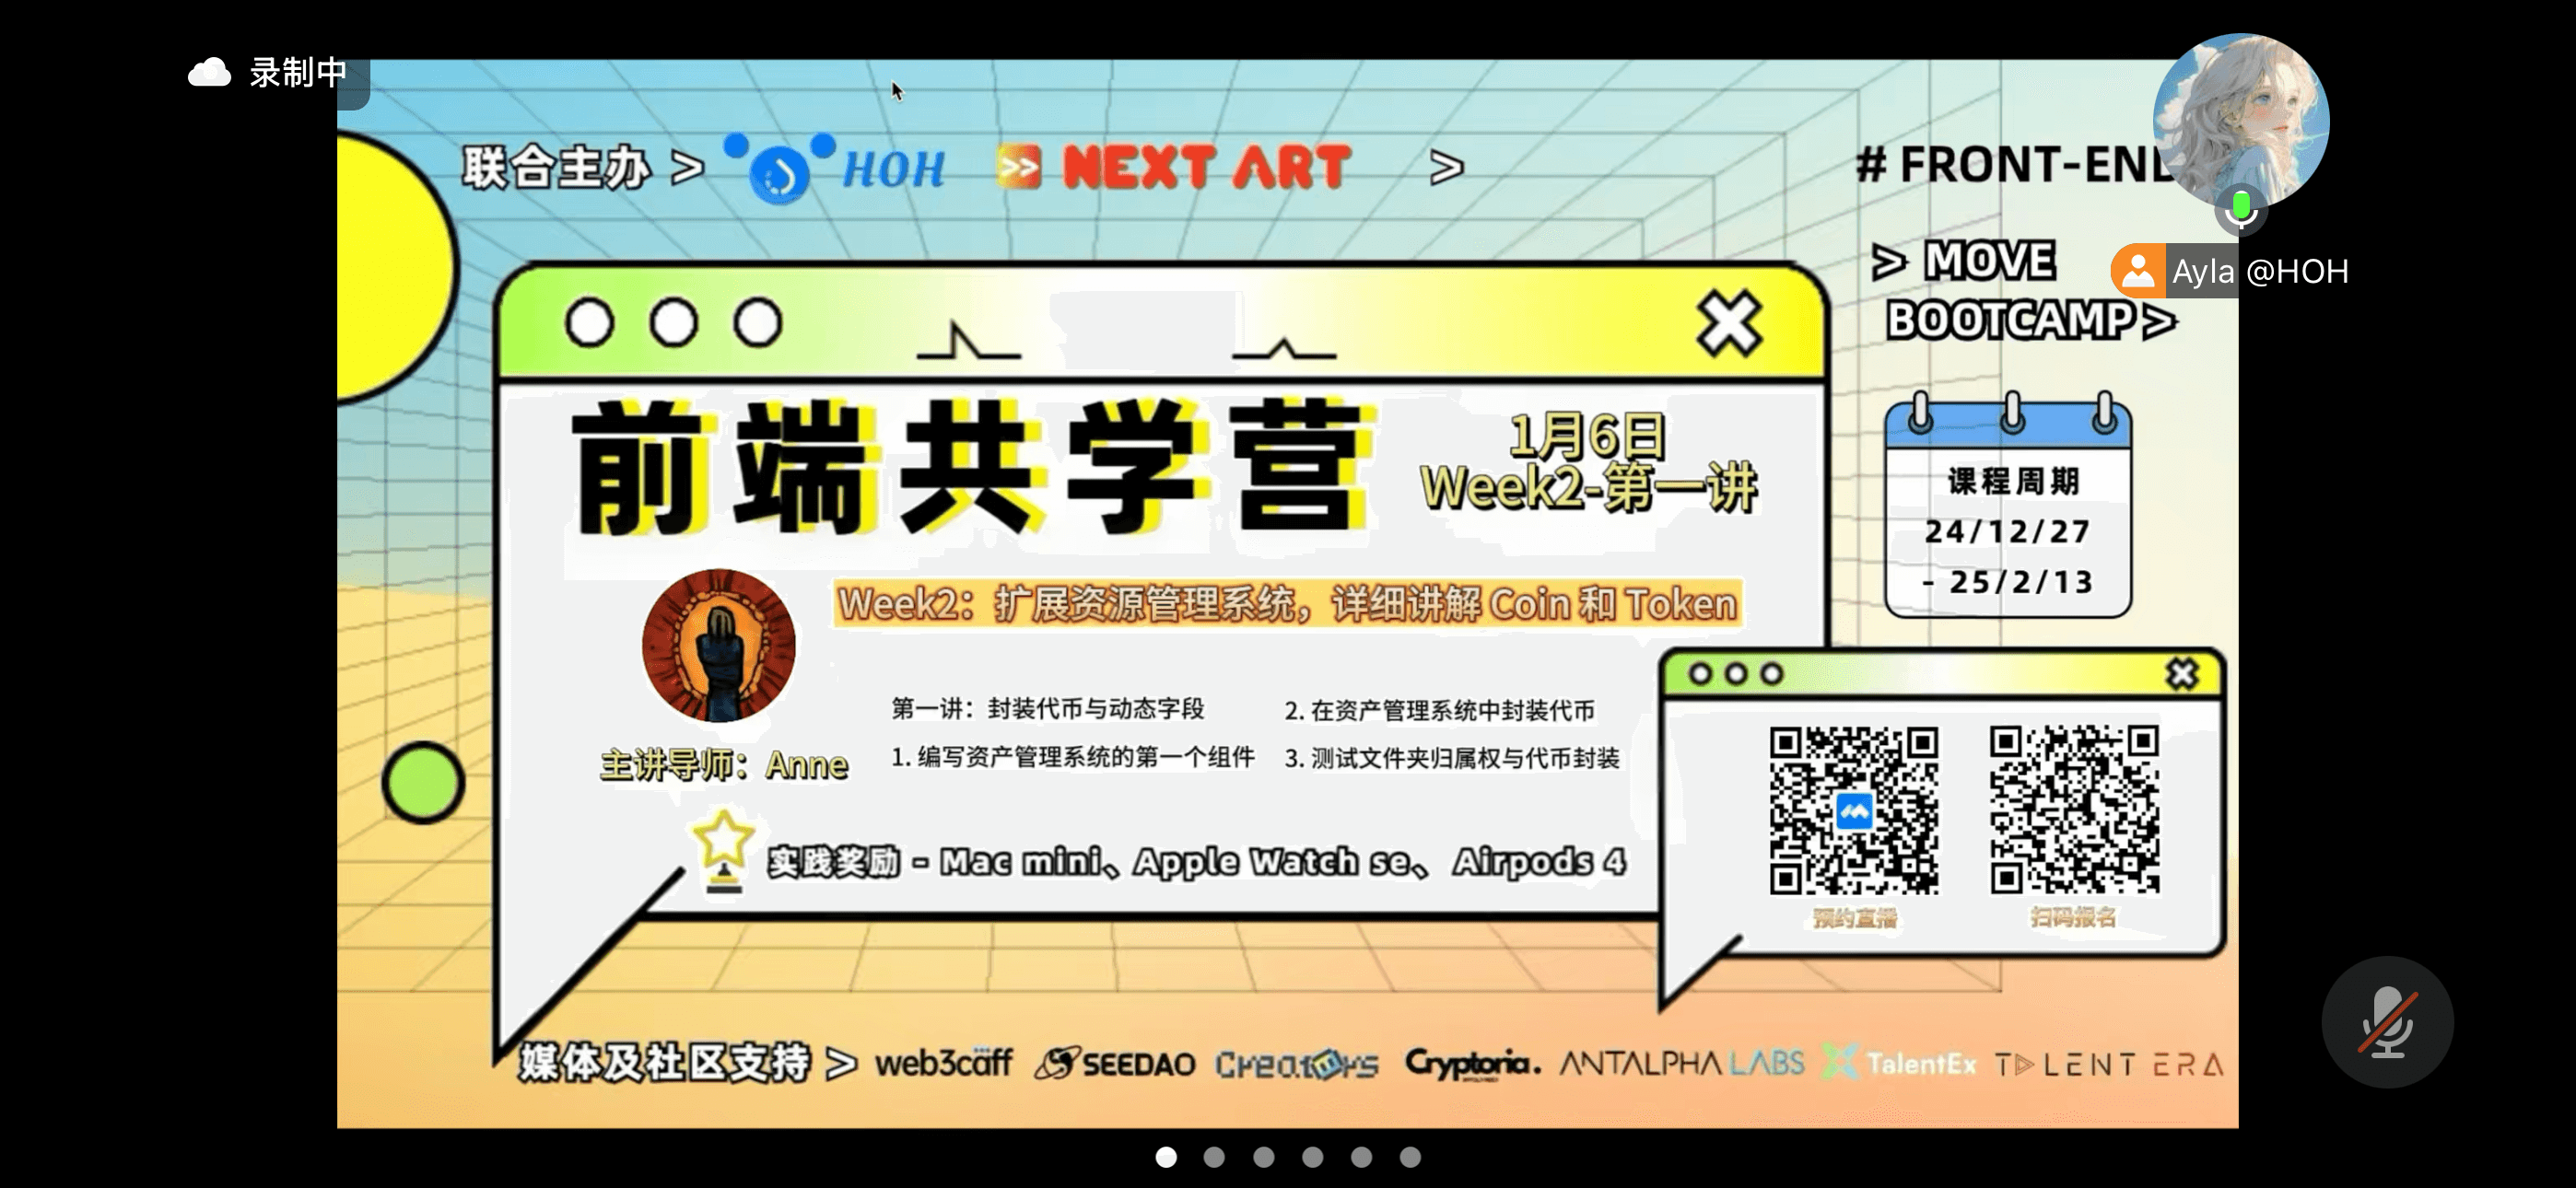 录制中
联合主办 > HOH >> NEXT ART >
# FRONT-END
> MOVE
BOOTCAMP >
Ayla @HOH
前端共学营
1月6日
Week2-第一讲
课程周期
24/12/27
- 25/2/13
Week2：扩展资源管理系统，详细讲解 Coin 和 Token
第一讲：封装代币与动态字段
1. 编写资产管理系统的第一个组件
2. 在资产管理系统中封装代币
3. 测试文件夹归属权与代币封装
主讲导师：Anne
实践奖励 - Mac mini、Apple Watch se、 Airpods 4
预约直播
扫码报名
媒体及社区支持 > web3caff SEEDAO Creators Cryptoria. ANTALPHA LABS TalentEx TALENT ERA